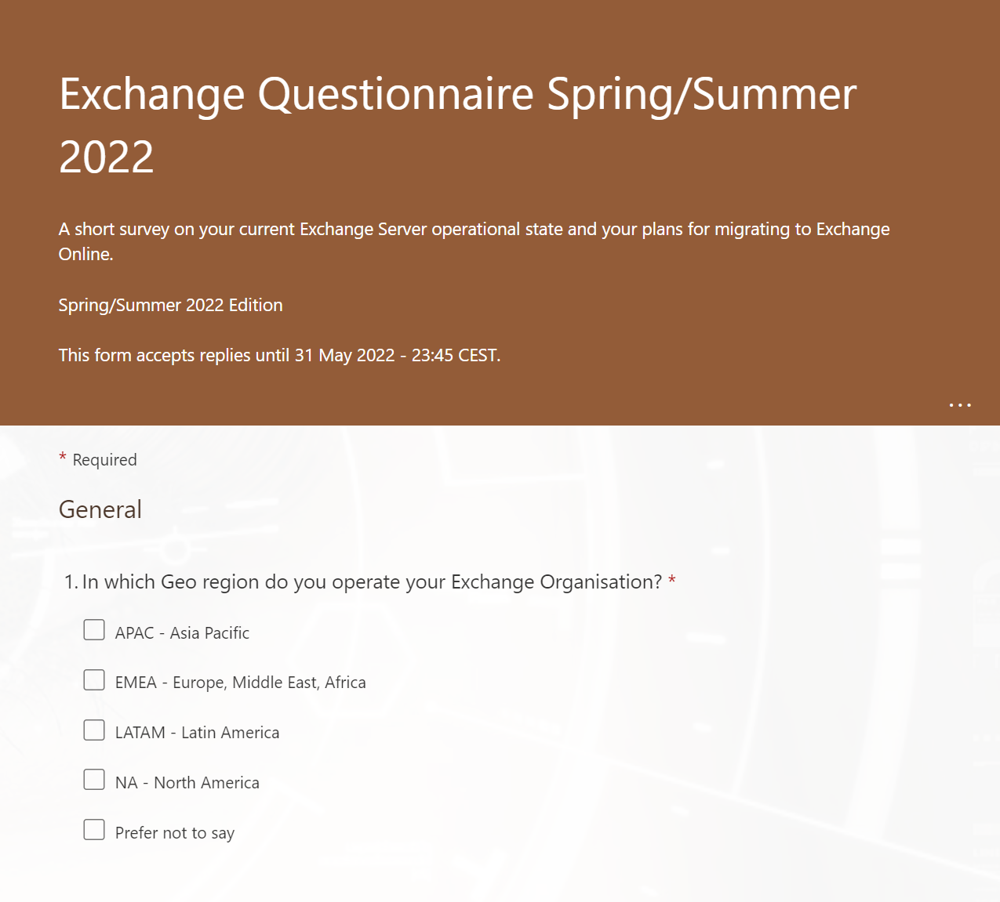 Exchange Questionnaire Spring/Summer
2022
A short survey on your current Exchange Server operational state and your plans for migrating to Exchange
Online.
Spring/Summer 2022 Edition
This form accepts replies until 31 May 2022 - 23:45 CEST.
...
* Required
General
1. In which Geo region do you operate your Exchange Organisation? *
APAC - Asia Pacific
EMEA - Europe, Middle East, Africa
LATAM - Latin America
NA - North America
Prefer not to say